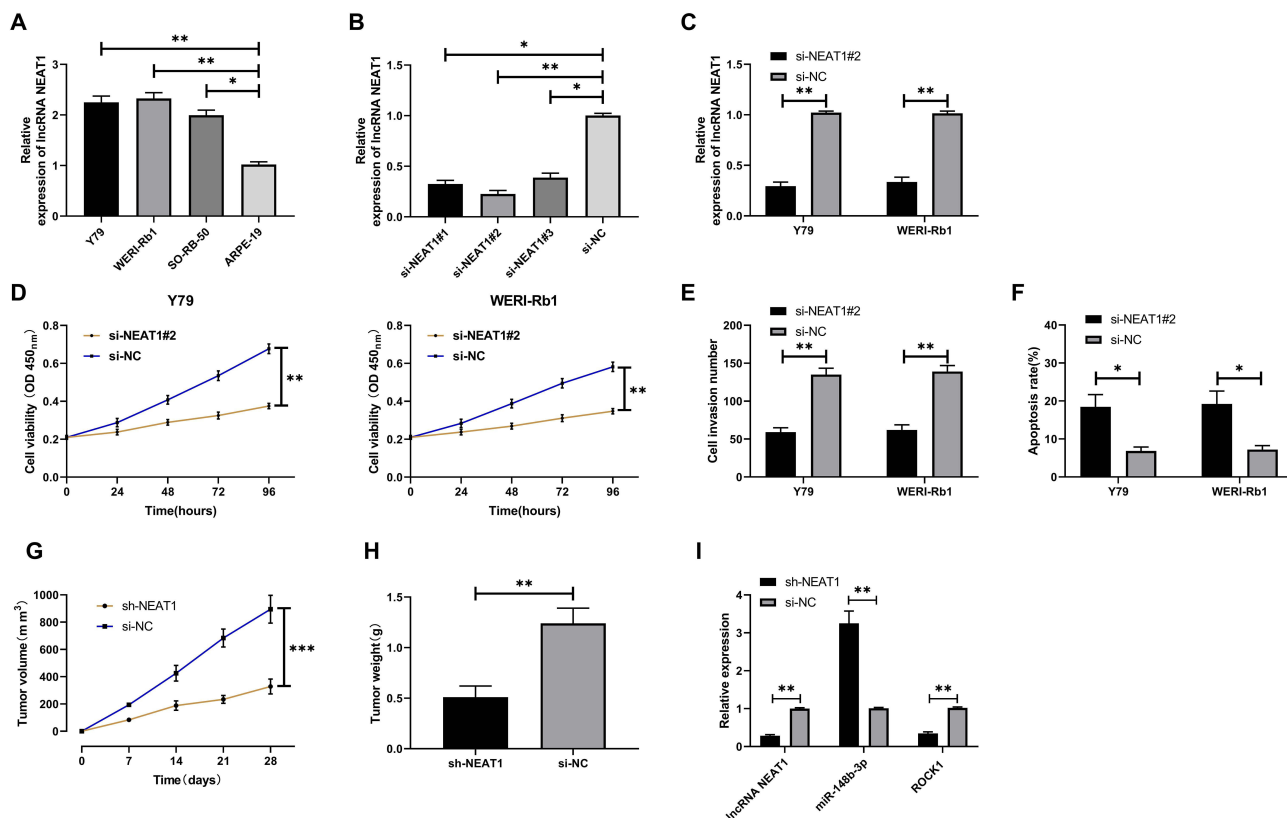 A
Relative
expression of lncRNA NEAT1
3
2
1
0
**
**
*
Y79
WERI-Rb1
SO-RB-50
ARPE-19
B
Relative
expression of lncRNA NEAT1
1.5
1.0
0.5
0.0
*
**
*
si-NEAT1#1
si-NEAT1#2
si-NEAT1#3
si-NC
C
si-NEAT1#2
si-NC
Relative
expression of lncRNA NEAT1
2.0
1.5
1.0
0.5
0.0
**
**
Y79
WERI-Rb1
D
Y79
si-NEAT1#2
si-NC
Cell viability (OD 450nm)
0.8
0.6
0.4
0.2
0.0
**
0
24
48
72
96
Time(hours)
WERI-Rb1
si-NEAT1#2
si-NC
Cell viability (OD 450nm)
0.8
0.6
0.4
0.2
0.0
**
0
24
48
72
96
Time(hours)
E
si-NEAT1#2
si-NC
Cell invasion number
200
150
100
50
0
**
**
Y79
WERI-Rb1
F
si-NEAT1#2
si-NC
Apoptosis rate(%)
40
30
20
10
0
*
*
Y79
WERI-Rb1
G
sh-NEAT1
si-NC
Tumor volume(m m3)
1000
800
600
400
200
0
***
0
7
14
21
28
Time(days)
H
Tumor weight(g)
1.5
1.0
0.5
0.0
**
sh-NEAT1
si-NC
I
sh-NEAT1
si-NC
Relative expression
4
3
2
1
0
**
**
**
lncRNA NEAT1
miR-148b-3p
ROCK1